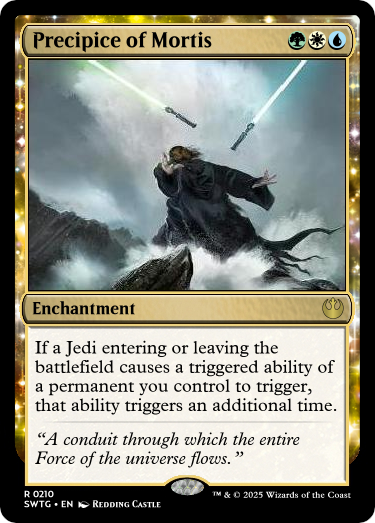 Precipice of Mortis
Enchantment
If a Jedi entering or leaving the
battlefield causes a triggered ability of
a permanent you control to trigger,
that ability triggers an additional time.
“A conduit through which the entire
Force of the universe flows.”
R 0210
SWTG • EN Redding Castle
™ & © 2025 Wizards of the Coast